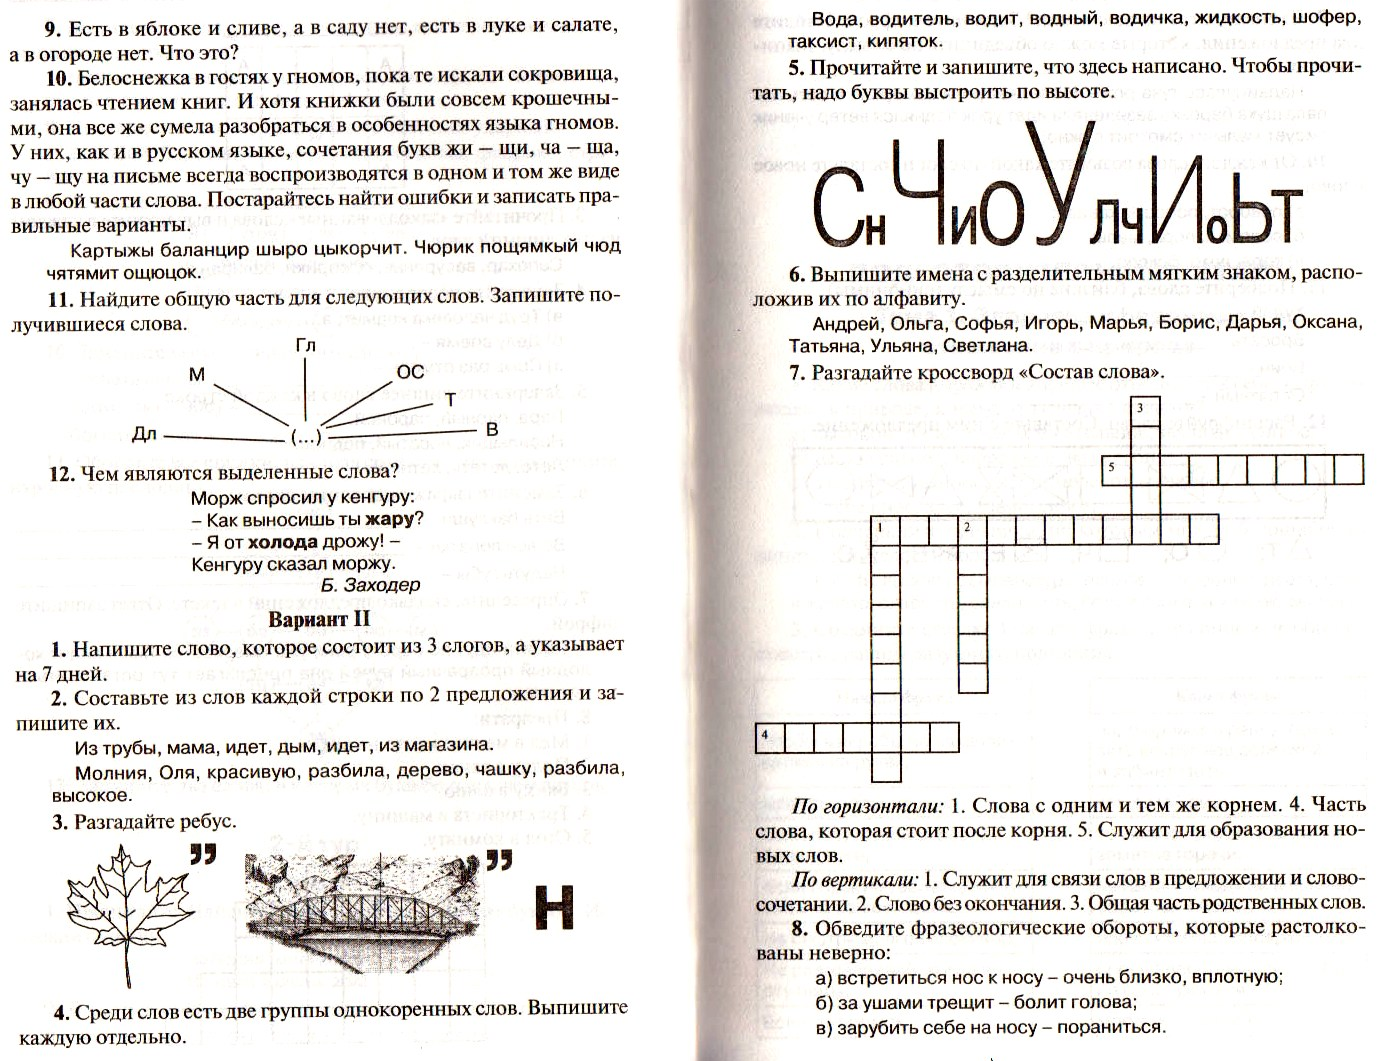 9. Есть в яблоке и сливе, а в саду нет, есть в луке и салате,
а в огороде нет. Что это?
10. Белоснежка в гостях у гномов, пока те искали сокровища,
занялась чтением книг. И хотя книжки были совсем крошечны-
ми, она все же сумела разобраться в особенностях языка гномов.
У них, как и в русском языке, сочетания букв жи – щи, ча – ща,
чу – щу на письме всегда воспроизводятся в одном и том же виде
в любой части слова. Постарайтесь найти ошибки и записать пра-
вильные варианты.
Картыжы баланцир шыро цыкорчит. Чюрик пощямкый чюд
чятямит ощюцок.
11. Найдите общую часть для следующих слов. Запишите по-
лучившиеся слова.
Гл
М
ОС
Т
Дл
(...)
В
12. Чем являются выделенные слова?
Морж спросил у кенгуру:
– Как выносишь ты жару?
– Я от холода дрожу! –
Кенгуру сказал моржу.
Б. Заходер
Вариант II
1. Напишите слово, которое состоит из 3 слогов, а указывает
на 7 дней.
2. Составьте из слов каждой строки по 2 предложения и за-
пишите их.
Из трубы, мама, идет, дым, идет, из магазина.
Молния, Оля, красивую, разбила, дерево, чашку, разбила,
высокое.
3. Разгадайте ребус.
,,
,,
Н
4. Среди слов есть две группы однокоренных слов. Выпишите
каждую отдельно.
Вода, водитель, водит, водный, водичка, жидкость, шофер,
таксист, кипяток.
5. Прочитайте и запишите, что здесь написано. Чтобы прочи-
тать, надо буквы выстроить по высоте.
СнЧиОУлчИоЬт
6. Выпишите имена с разделительным мягким знаком, распо-
ложив их по алфавиту.
Андрей, Ольга, Софья, Игорь, Марья, Борис, Дарья, Оксана,
Татьяна, Ульяна, Светлана.
7. Разгадайте кроссворд «Состав слова».
3
5
1
2
4
По горизонтали: 1. Слова с одним и тем же корнем. 4. Часть
слова, которая стоит после корня. 5. Служит для образования но-
вых слов.
По вертикали: 1. Служит для связи слов в предложении и слово-
сочетании. 2. Слово без окончания. 3. Общая часть родственных слов.
8. Обведите фразеологические обороты, которые растолко-
ваны неверно:
а) встретиться нос к носу – очень близко, вплотную;
б) за ушами трещит – болит голова;
в) зарубить себе на носу – пораниться.